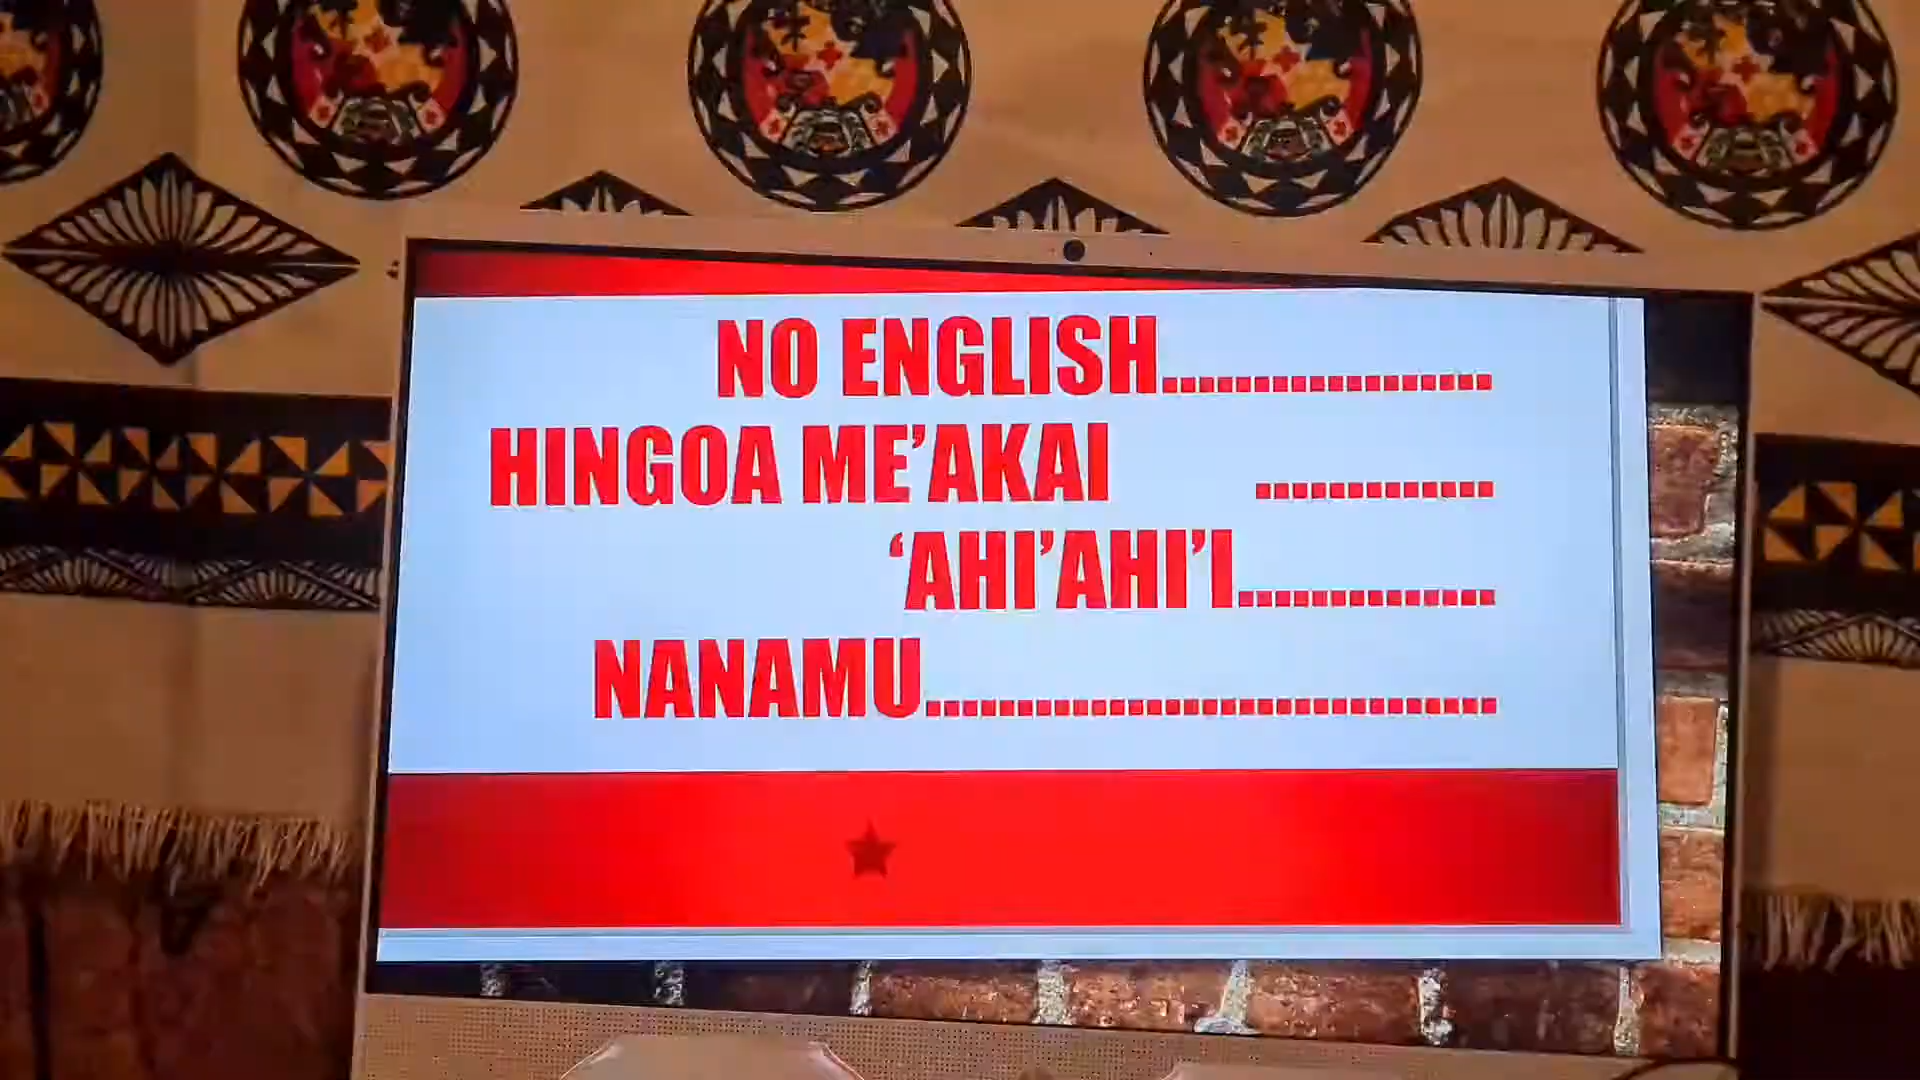 NO ENGLISH..................
HINGOA ME’AKAI .............
‘AHI’AHI’I..............
NANAMU...............................